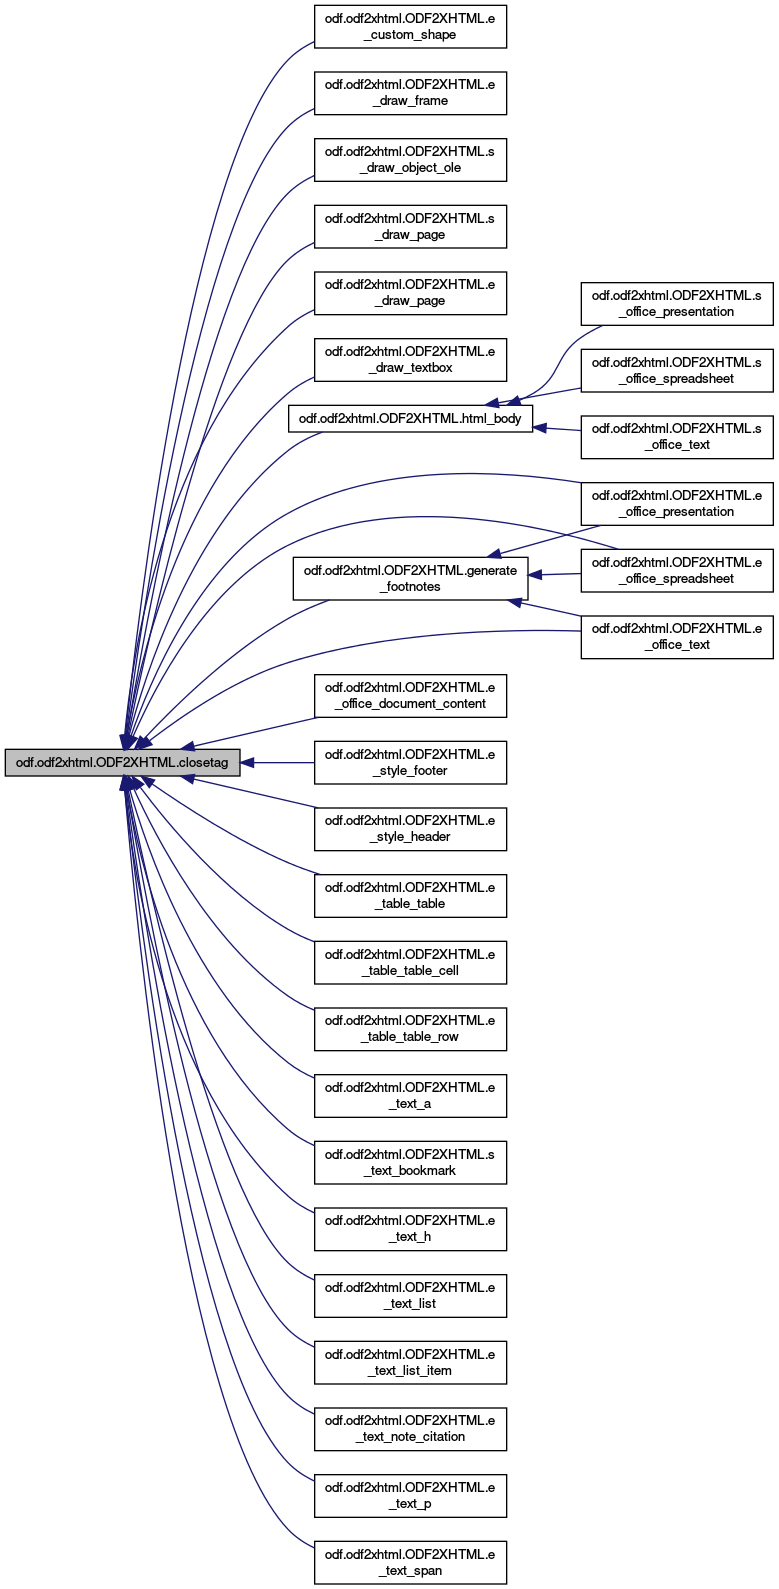 odf.odf2xhtml.ODF2XHTML.e
_custom_shape
odf.odf2xhtml.ODF2XHTML.e
_draw_frame
odf.odf2xhtml.ODF2XHTML.s
_draw_object_ole
odf.odf2xhtml.ODF2XHTML.s
_draw_page
odf.odf2xhtml.ODF2XHTML.e
_draw_page
odf.odf2xhtml.ODF2XHTML.e
_draw_textbox
odf.odf2xhtml.ODF2XHTML.html_body
odf.odf2xhtml.ODF2XHTML.s
_office_presentation
odf.odf2xhtml.ODF2XHTML.s
_office_spreadsheet
odf.odf2xhtml.ODF2XHTML.s
_office_text
odf.odf2xhtml.ODF2XHTML.e
_office_presentation
odf.odf2xhtml.ODF2XHTML.generate
_footnotes
odf.odf2xhtml.ODF2XHTML.e
_office_spreadsheet
odf.odf2xhtml.ODF2XHTML.e
_office_text
odf.odf2xhtml.ODF2XHTML.e
_office_document_content
odf.odf2xhtml.ODF2XHTML.closetag
odf.odf2xhtml.ODF2XHTML.e
_style_footer
odf.odf2xhtml.ODF2XHTML.e
_style_header
odf.odf2xhtml.ODF2XHTML.e
_table_table
odf.odf2xhtml.ODF2XHTML.e
_table_table_cell
odf.odf2xhtml.ODF2XHTML.e
_table_table_row
odf.odf2xhtml.ODF2XHTML.e
_text_a
odf.odf2xhtml.ODF2XHTML.s
_text_bookmark
odf.odf2xhtml.ODF2XHTML.e
_text_h
odf.odf2xhtml.ODF2XHTML.e
_text_list
odf.odf2xhtml.ODF2XHTML.e
_text_list_item
odf.odf2xhtml.ODF2XHTML.e
_text_note_citation
odf.odf2xhtml.ODF2XHTML.e
_text_p
odf.odf2xhtml.ODF2XHTML.e
_text_span